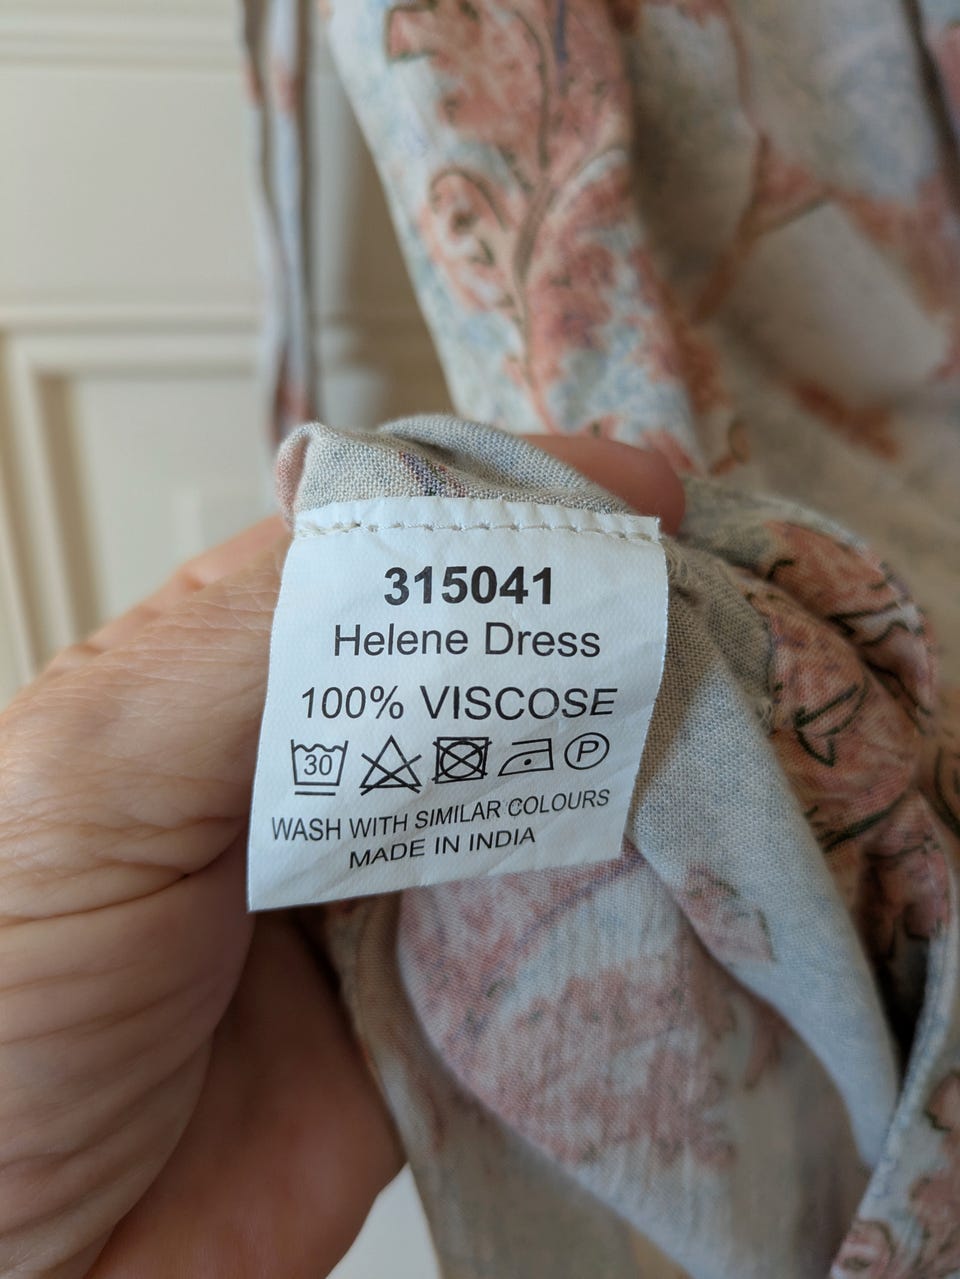 315041
Helene Dress
100% VISCOSE
30 P
WASH WITH SIMILAR COLOURS
MADE IN INDIA